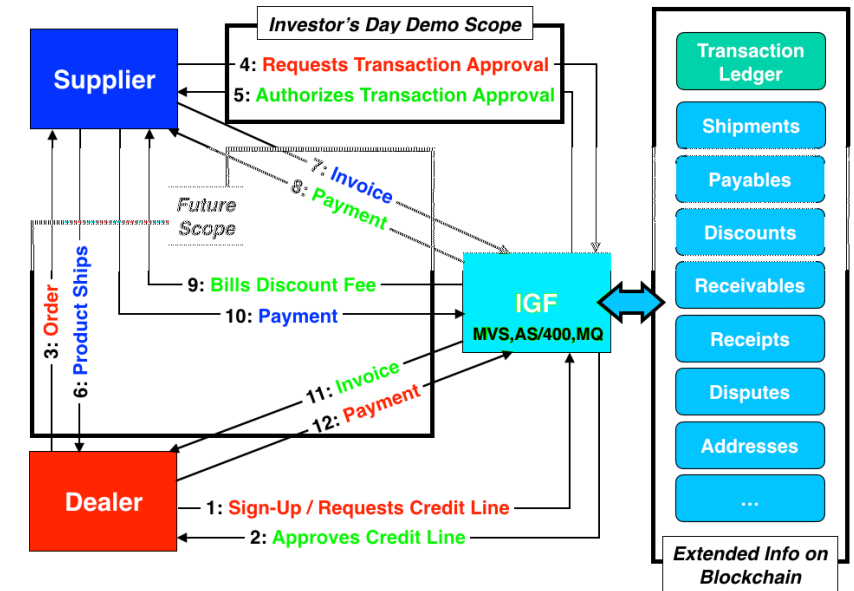 Investor's Day Demo Scope
Supplier
4: Requests Transaction Approval
5: Authorizes Transaction Approval
7: Invoice
8: Payment
Future
Scope
9: Bills Discount Fee
10: Payment
3: Order
6: Product Ships
IGF
MVS,AS/400,MQ
11: Invoice
12: Payment
Dealer
1: Sign-Up / Requests Credit Line
2: Approves Credit Line
Transaction
Ledger
Shipments
Payables
Discounts
Receivables
Receipts
Disputes
Addresses
...
Extended Info on
Blockchain